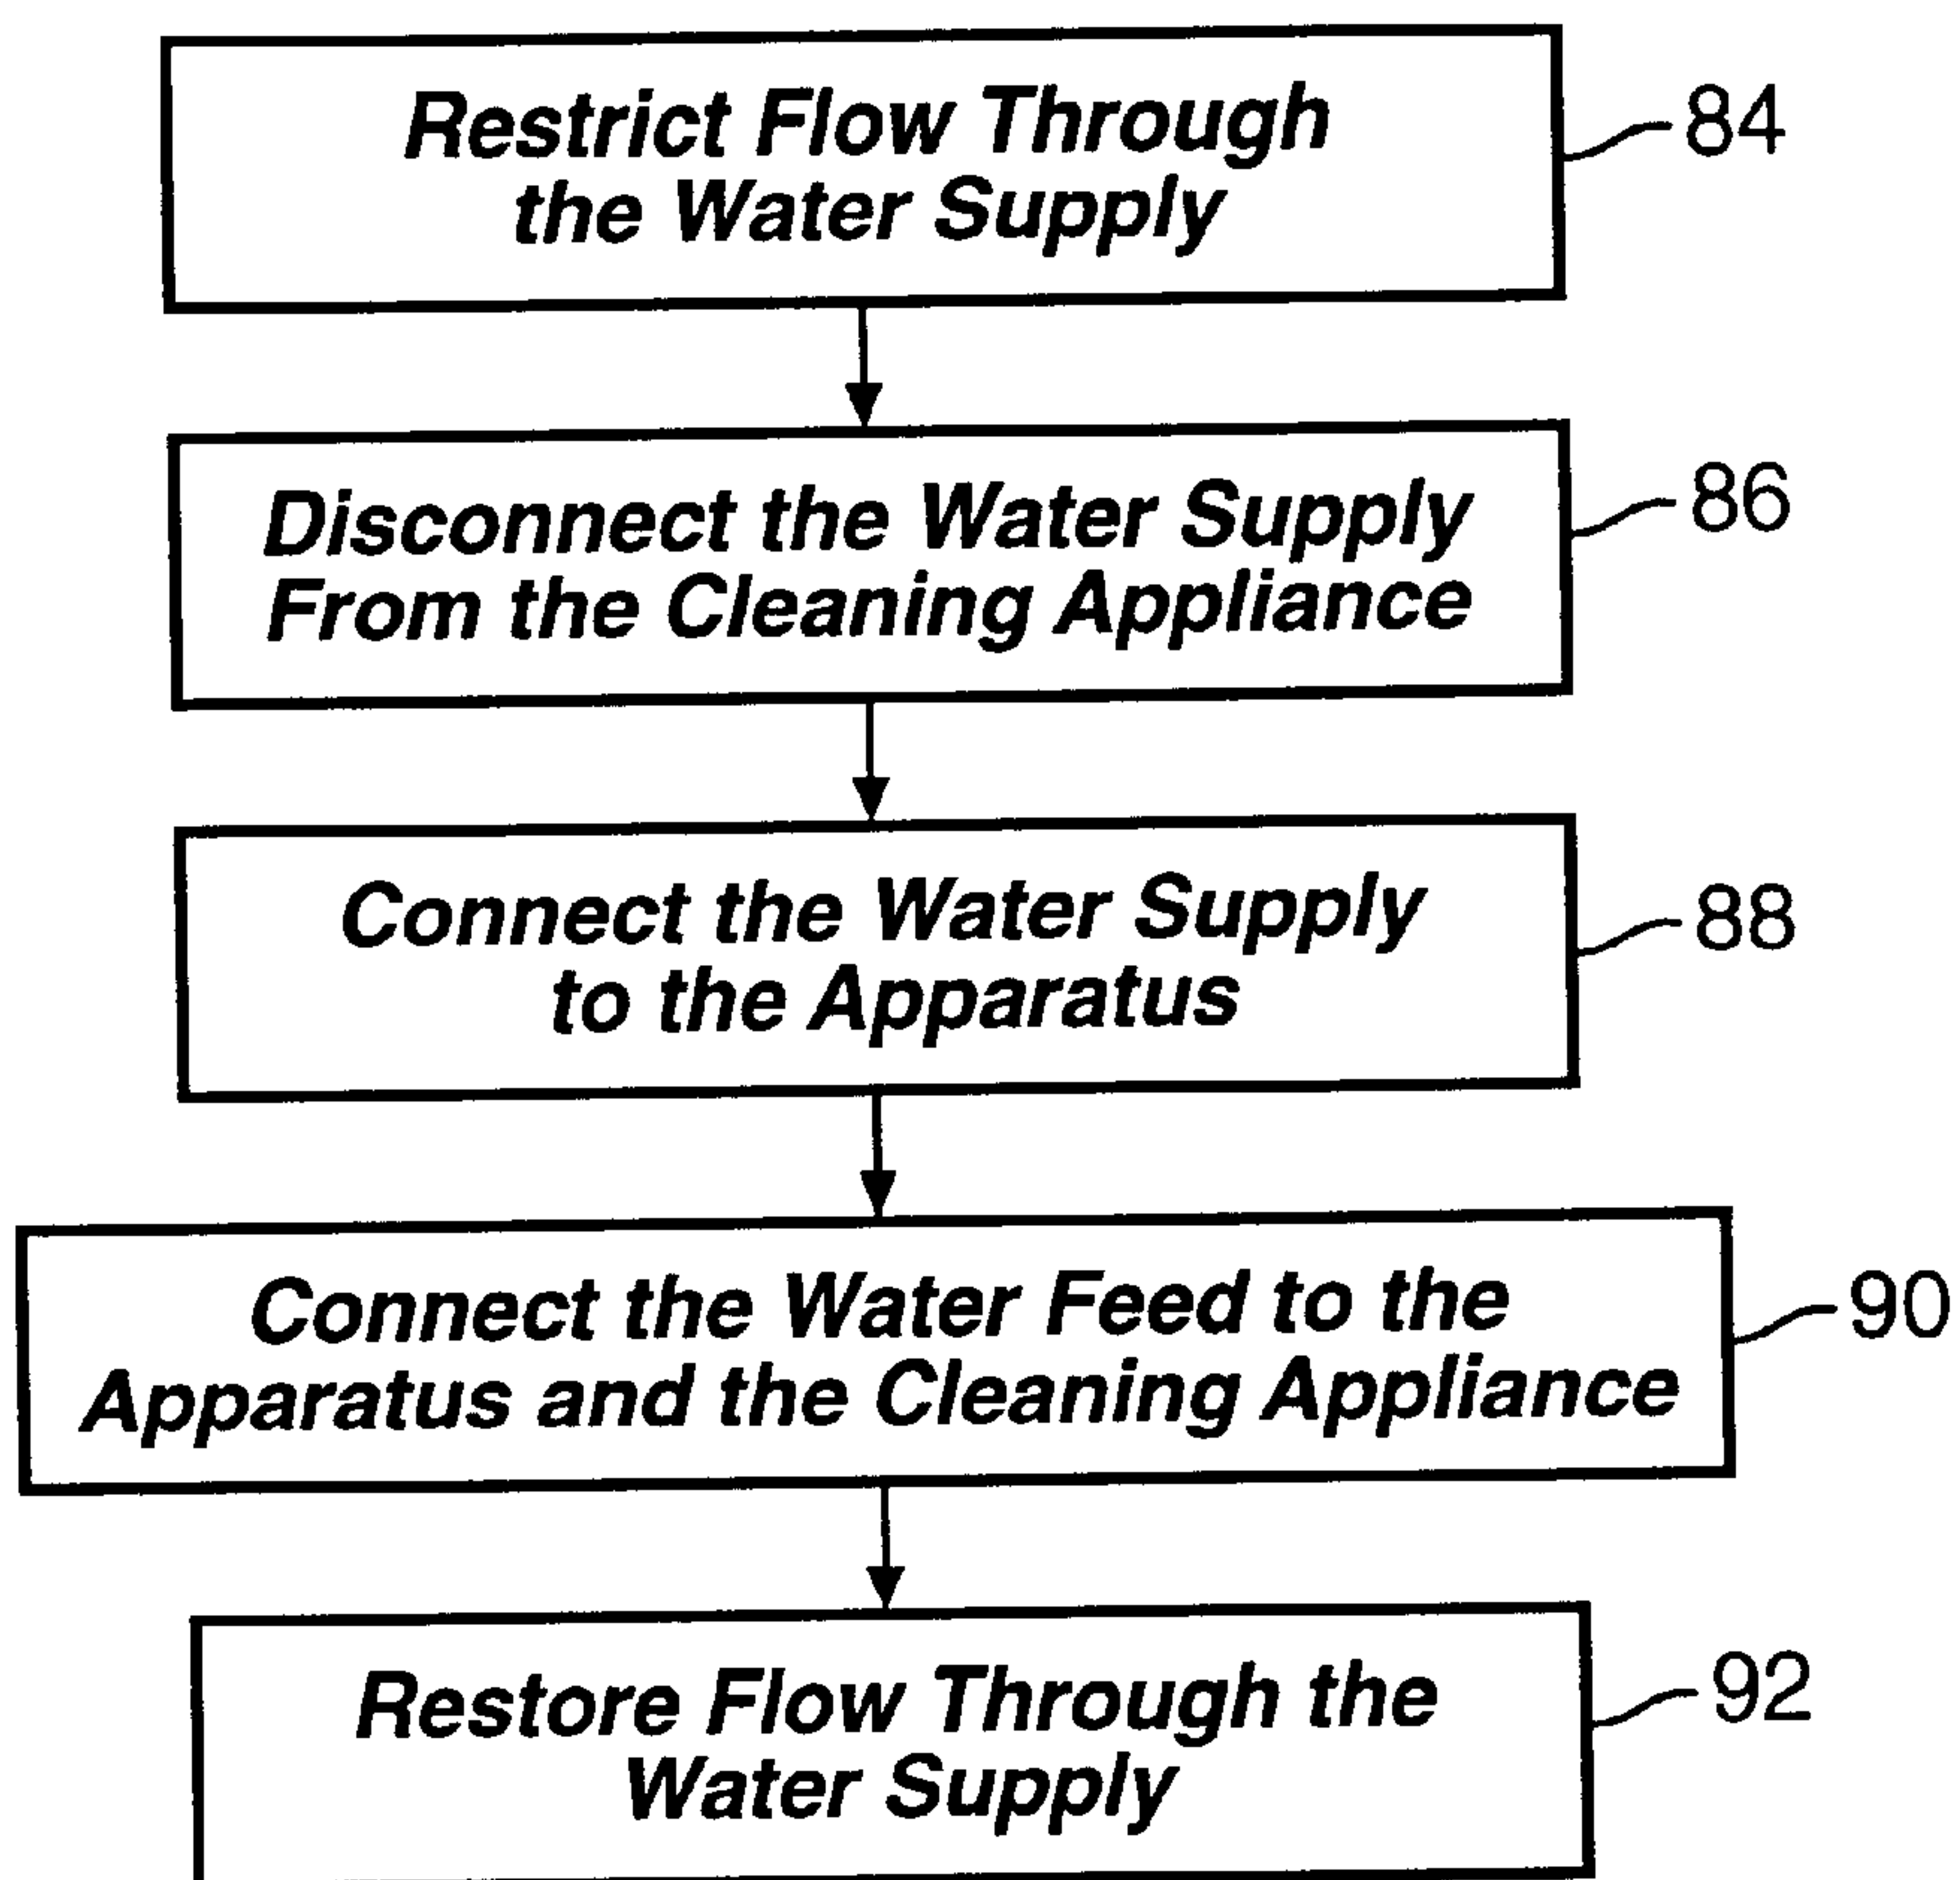 Restrict Flow Through
the Water Supply
84
Disconnect the Water Supply
From the Cleaning Appliance
86
Connect the Water Supply
to the Apparatus
88
Connect the Water Feed to the
Apparatus and the Cleaning Appliance
90
Restore Flow Through the
Water Supply
92